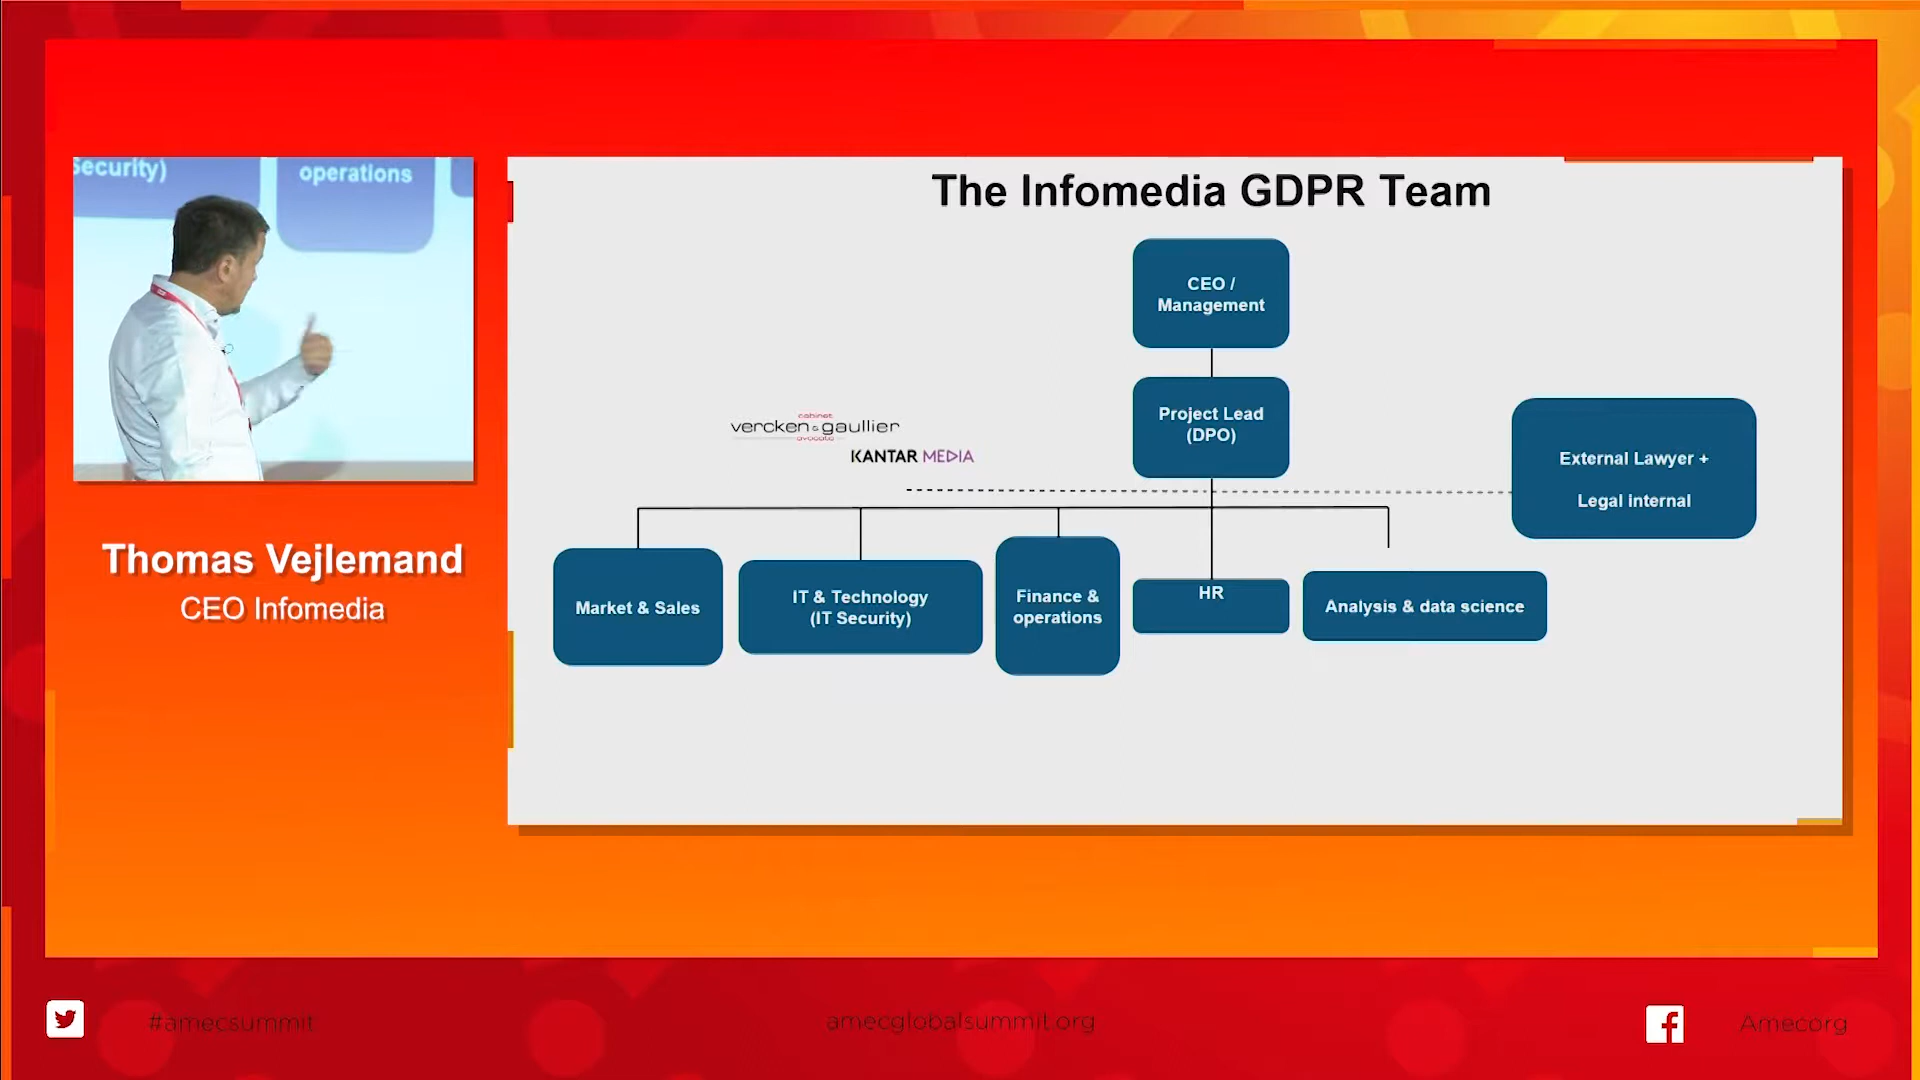 Security)
operations
Thomas Vejlemand
CEO Infomedia
The Infomedia GDPR Team
CEO /
Management
Project Lead
(DPO)
cabinet
vercken & gaullier
avocats
KANTAR MEDIA
External Lawyer +
Legal internal
Market & Sales
IT & Technology
(IT Security)
Finance &
operations
HR
Analysis & data science
#amecsummit
amecglobalsummit.org
Amecorg